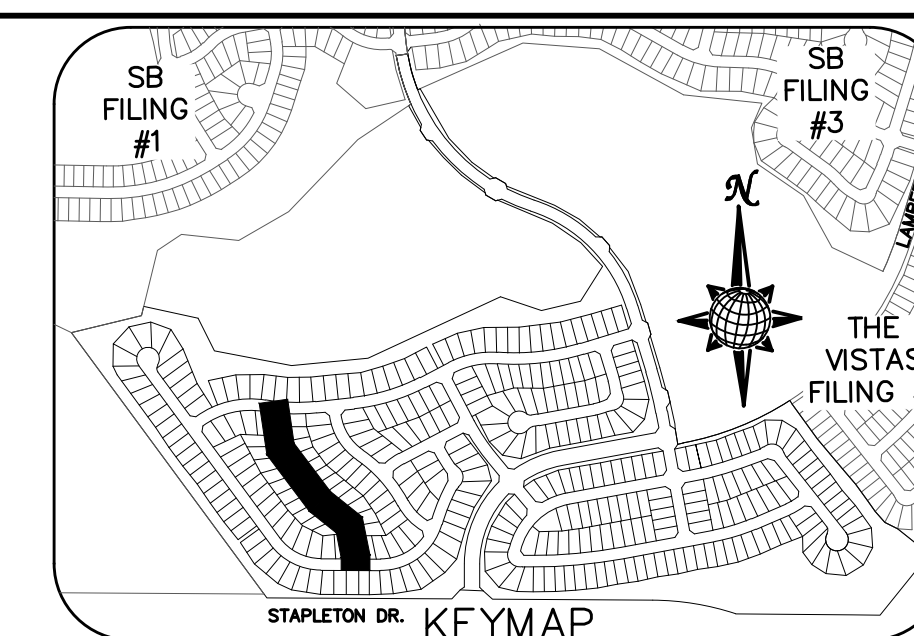 SB
FILING
#1
SB
FILING
#3
N
THE
VISTAS
FILING
STAPLETON DR.
KEYMAP